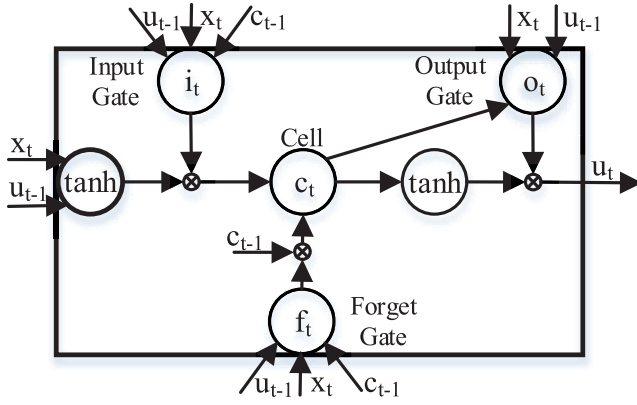 u_{t-1} x_t c_{t-1}
x_t u_{t-1}
Input
Gate
i_t
Output
Gate
o_t
Cell
x_t
u_{t-1}
tanh
c_t
tanh
u_t
c_{t-1}
f_t
Forget
Gate
u_{t-1} x_t c_{t-1}